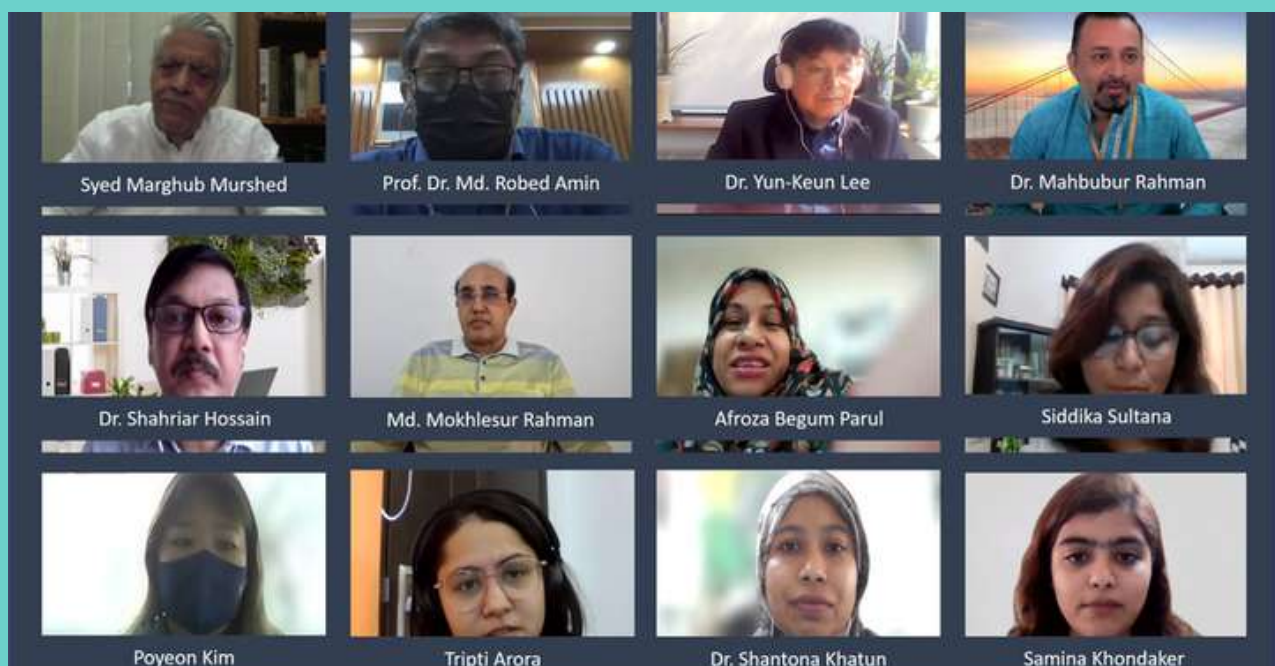 Syed Marghub Murshed
Prof. Dr. Md. Robed Amin
Dr. Yun-Keun Lee
Dr. Mahbubur Rahman
Dr. Shahriar Hossain
Md. Mokhlesur Rahman
Afroza Begum Parul
Siddika Sultana
Poyeon Kim
Tripti Arora
Dr. Shantona Khatun
Samina Khondaker